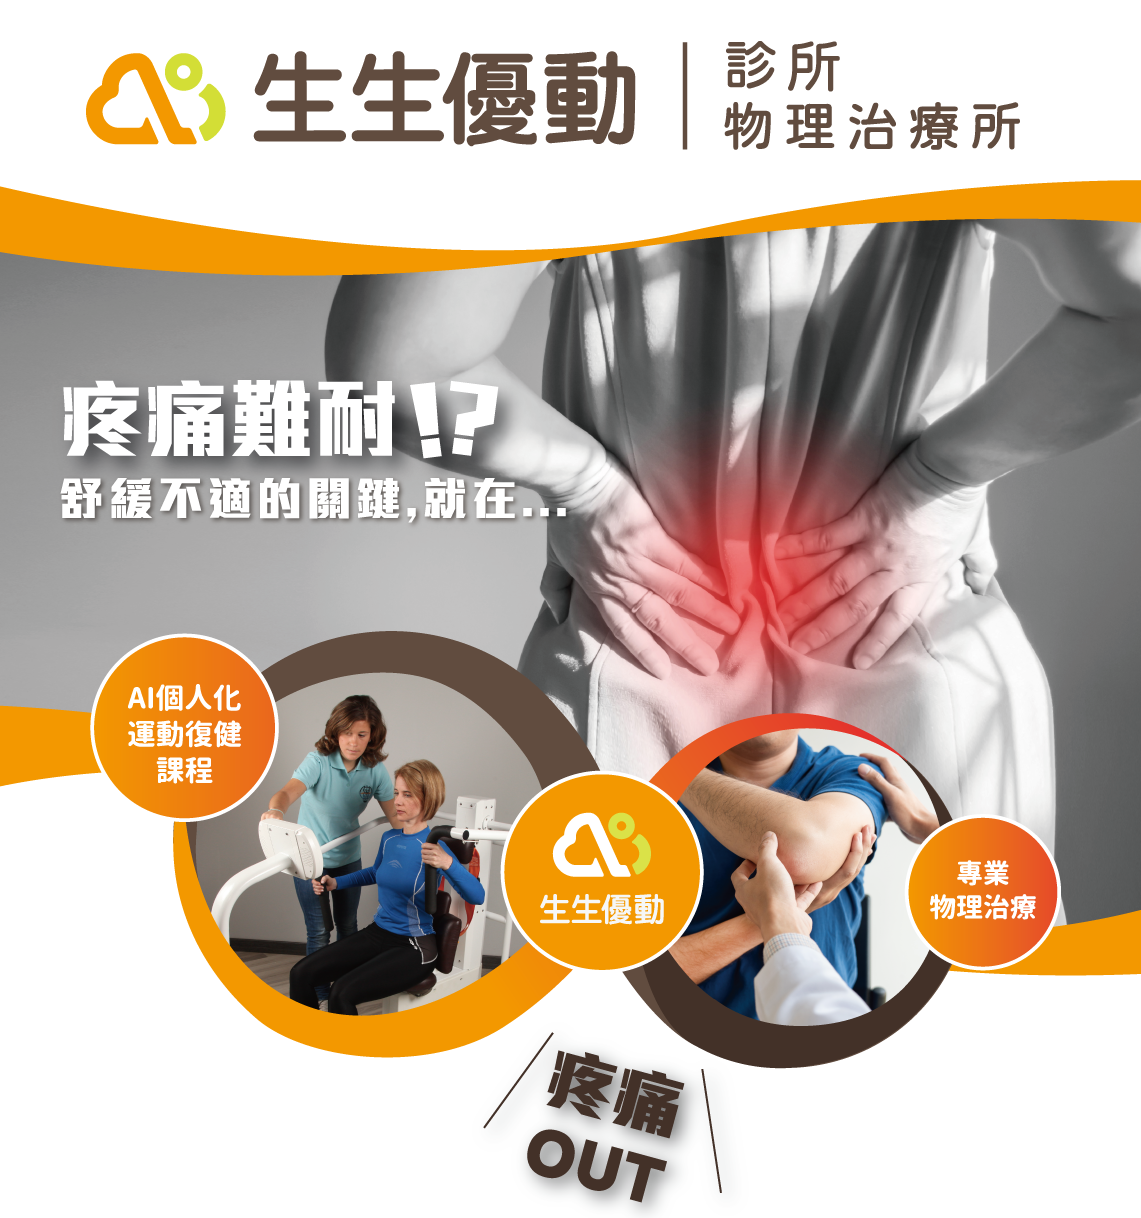 生生優動
診所
物理治療所
疼痛難耐!?
舒緩不適的關鍵,就在...
AI個人化
運動復健
課程
生生優動
專業
物理治療
疼痛
OUT